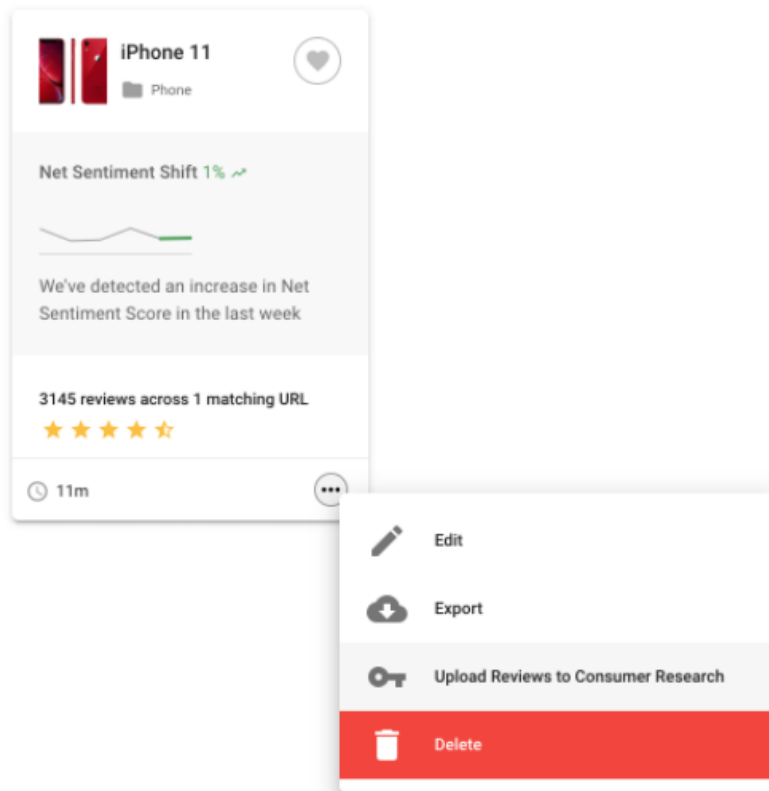 iPhone 11
Phone
Net Sentiment Shift 1%
We've detected an increase in Net
Sentiment Score in the last week
3145 reviews across 1 matching URL
11m
Edit
Export
Upload Reviews to Consumer Research
Delete